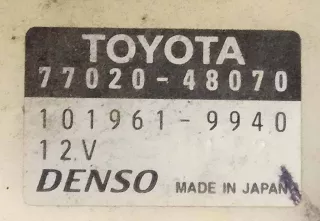 TOYOTA
77020-48070
101961-9940
12V
DENSO MADE IN JAPAN